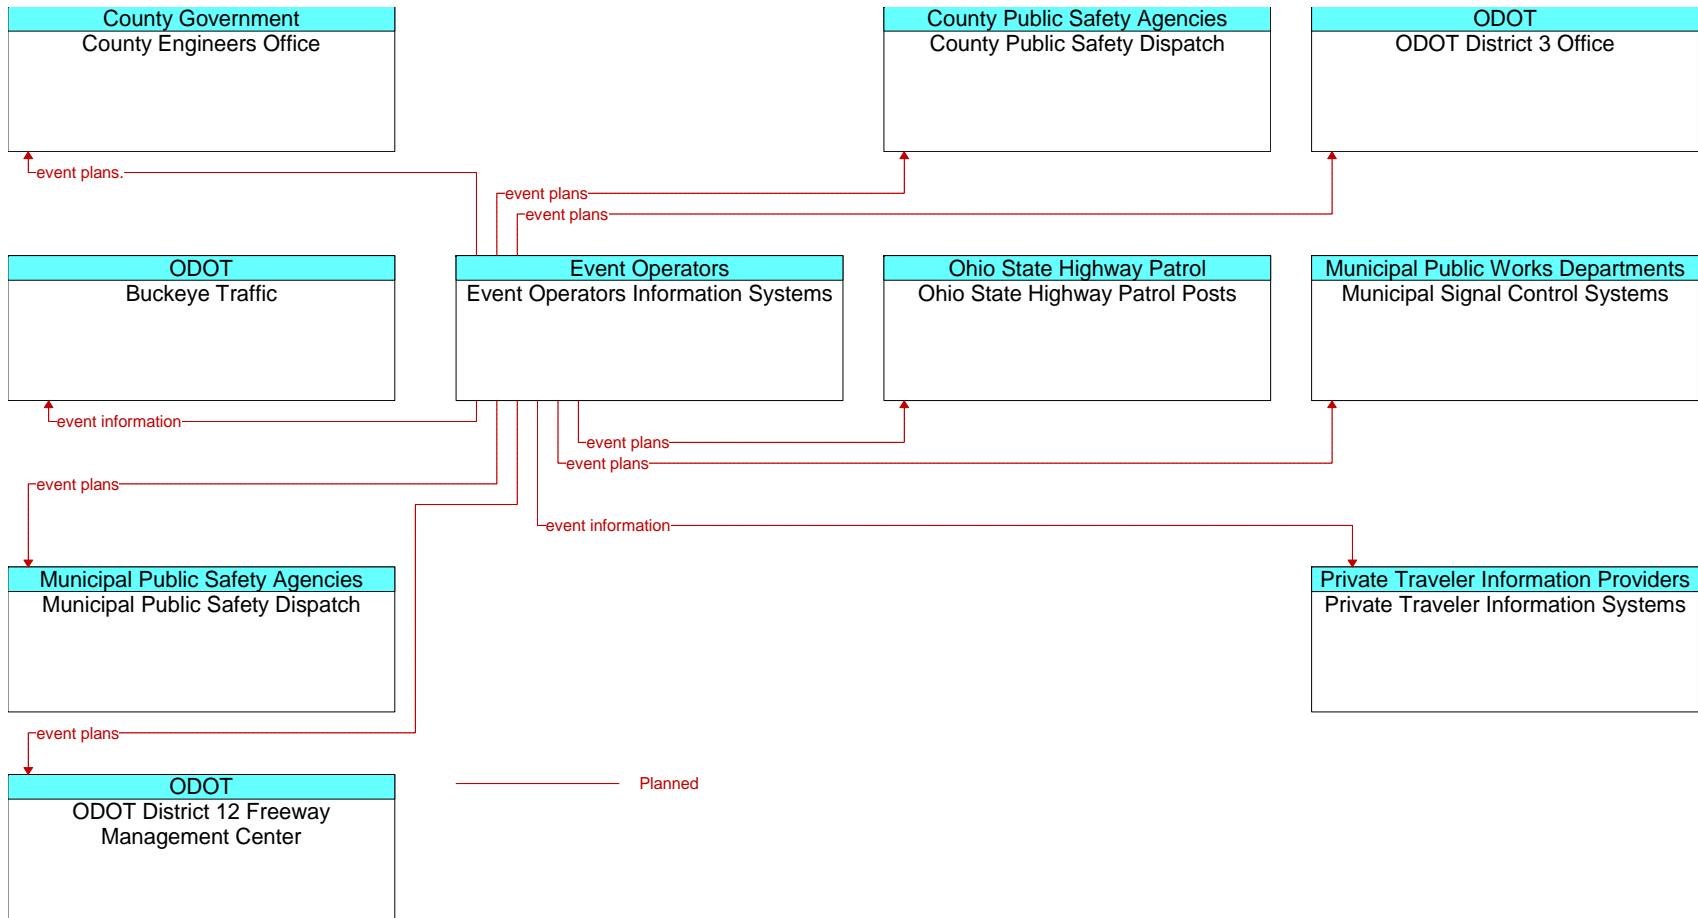 County Government
County Engineers Office
County Public Safety Agencies
County Public Safety Dispatch
ODOT
ODOT District 3 Office
event plans.
event plans
event plans
ODOT
Buckeye Traffic
Event Operators
Event Operators Information Systems
Ohio State Highway Patrol
Ohio State Highway Patrol Posts
Municipal Public Works Departments
Municipal Signal Control Systems
event information
event plans
event plans
event plans
event information
Municipal Public Safety Agencies
Municipal Public Safety Dispatch
Private Traveler Information Providers
Private Traveler Information Systems
event plans
ODOT
ODOT District 12 Freeway
Management Center
Planned